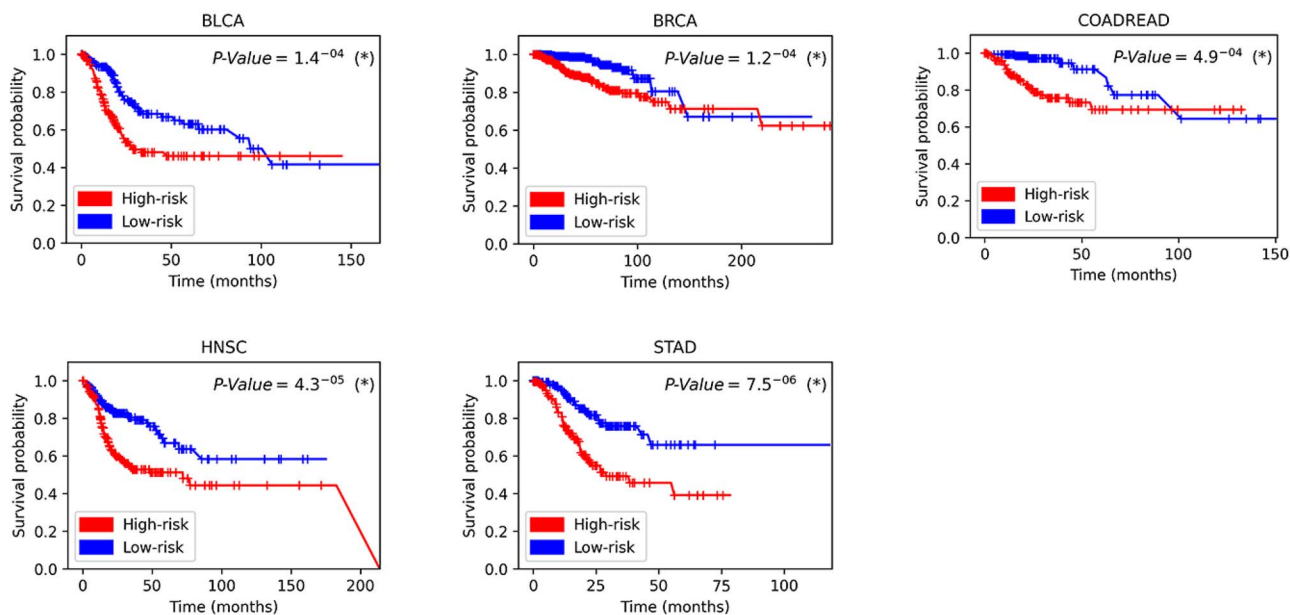 BLCA
P-Value = 1.4⁻⁰⁴ (*)
Survival probability
1.0
0.8
0.6
0.4
0.2
0.0
High-risk
Low-risk
0 50 100 150
Time (months)
BRCA
P-Value = 1.2⁻⁰⁴ (*)
Survival probability
1.0
0.8
0.6
0.4
0.2
0.0
High-risk
Low-risk
0 100 200
Time (months)
COADREAD
P-Value = 4.9⁻⁰⁴ (*)
Survival probability
1.0
0.8
0.6
0.4
0.2
0.0
High-risk
Low-risk
0 50 100 150
Time (months)
HNSC
P-Value = 4.3⁻⁰⁵ (*)
Survival probability
1.0
0.8
0.6
0.4
0.2
0.0
High-risk
Low-risk
0 50 100 150 200
Time (months)
STAD
P-Value = 7.5⁻⁰⁶ (*)
Survival probability
1.0
0.8
0.6
0.4
0.2
0.0
High-risk
Low-risk
0 25 50 75 100
Time (months)